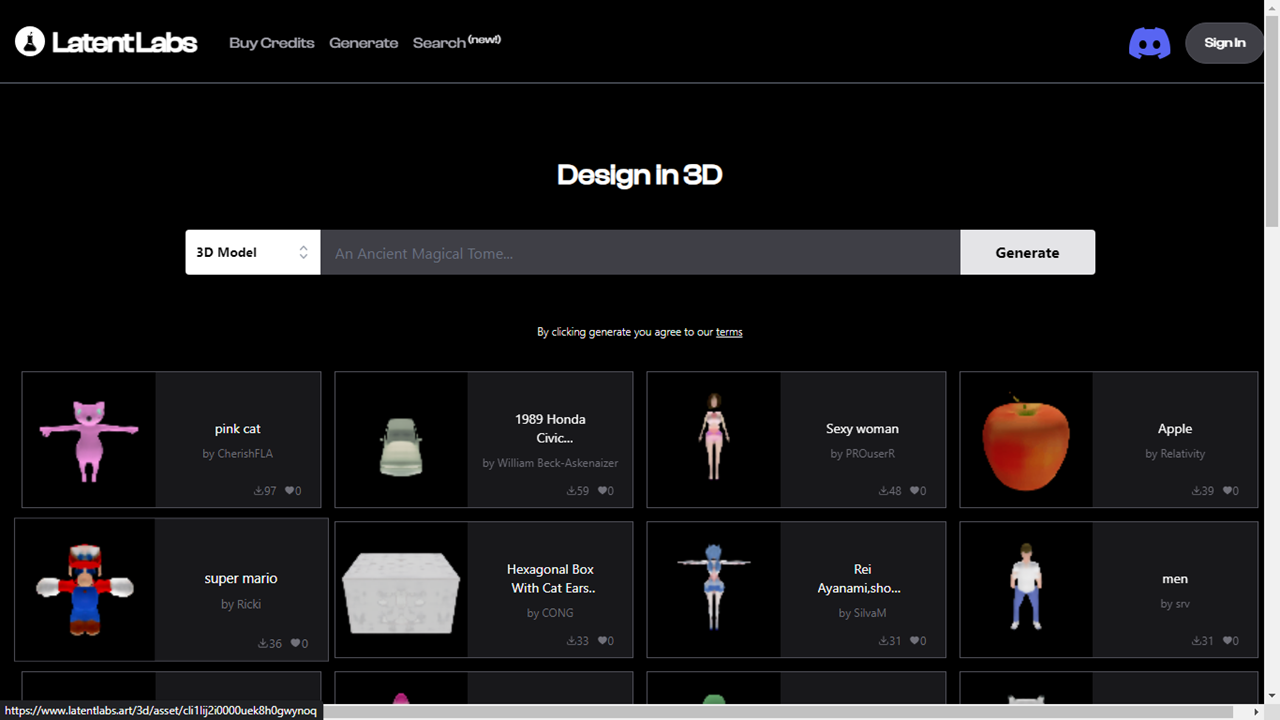 LatentLabs
Buy Credits
Generate
Search (new!)
Sign In
Design in 3D
3D Model
An Ancient Magical Tome...
Generate
By clicking generate you agree to our terms
pink cat
by CherishFLA
97
0
1989 Honda
Civic...
by William Beck-Askenaizer
59
0
Sexy woman
by PROuserR
48
0
Apple
by Relativity
39
0
super mario
by Ricki
36
0
Hexagonal Box
With Cat Ears..
by CONG
33
0
Rei
Ayanami,sho...
by SilvaM
31
0
men
by srv
31
0
https://www.latentlabs.art/3d/asset/cli1lij2i0000uek8h0gwynoq